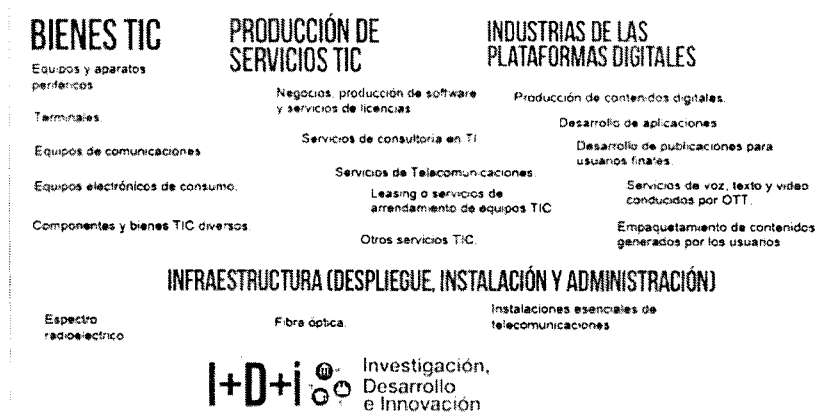 BIENES TIC
Equipos y aparatos
periféricos
Terminales.
Equipos de comunicaciones
Equipos electrónicos de consumo.
Componentes y bienes TIC diversos.
PRODUCCIÓN DE
SERVICIOS TIC
Negocios, producción de software
y servicios de licencias
Servicios de consultoría en TI
Servicios de Telecomunicaciones.
Leasing o servicios de
arrendamiento de equipos TIC
Otros servicios TIC.
INDUSTRIAS DE LAS
PLATAFORMAS DIGITALES
Producción de contenidos digitales.
Desarrollo de aplicaciones
Desarrollo de publicaciones para
usuarios finales.
Servicios de voz, texto y video
conducidos por OTT.
Empaquetamiento de contenidos
generados por los usuarios
INFRAESTRUCTURA (DESPLIEGUE, INSTALACIÓN Y ADMINISTRACIÓN)
Espectro
radioeléctrico
Fibra óptica.
Instalaciones esenciales de
telecomunicaciones
I+D+i
Investigación,
Desarrollo
e Innovación